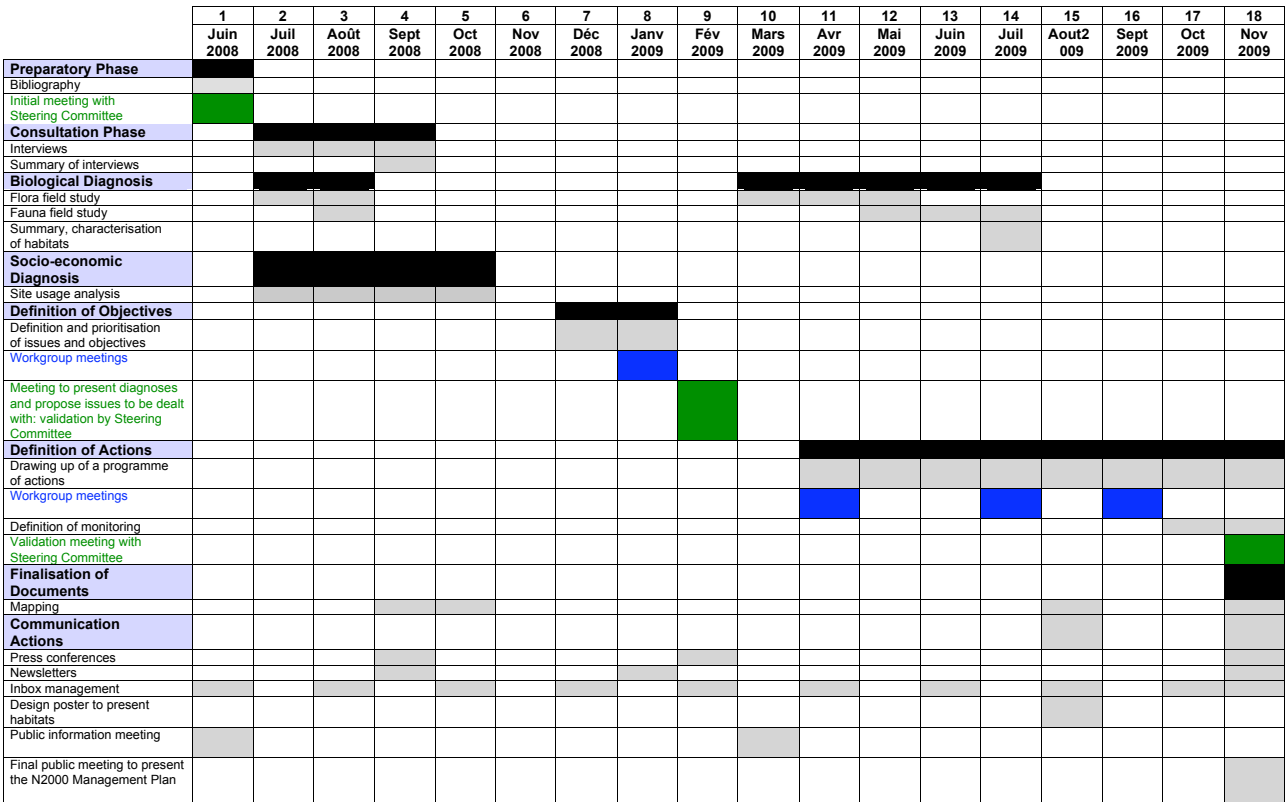 1 2 3 4 5 6 7 8 9 10 11 12 13 14 15 16 17 18
Juin Juil Août Sept Oct Nov Déc Janv Fév Mars Avr Mai Juin Juil Aout2 Sept Oct Nov
2008 2008 2008 2008 2008 2008 2008 2009 2009 2009 2009 2009 2009 2009 009 2009 2009 2009
Preparatory Phase
Bibliography
Initial meeting with
Steering Committee
Consultation Phase
Interviews
Summary of interviews
Biological Diagnosis
Flora field study
Fauna field study
Summary, characterisation
of habitats
Socio-economic
Diagnosis
Site usage analysis
Definition of Objectives
Definition and prioritisation
of issues and objectives
Workgroup meetings
Meeting to present diagnoses
and propose issues to be dealt
with: validation by Steering
Committee
Definition of Actions
Drawing up of a programme
of actions
Workgroup meetings
Definition of monitoring
Validation meeting with
Steering Committee
Finalisation of
Documents
Mapping
Communication
Actions
Press conferences
Newsletters
Inbox management
Design poster to present
habitats
Public information meeting
Final public meeting to present
the N2000 Management Plan